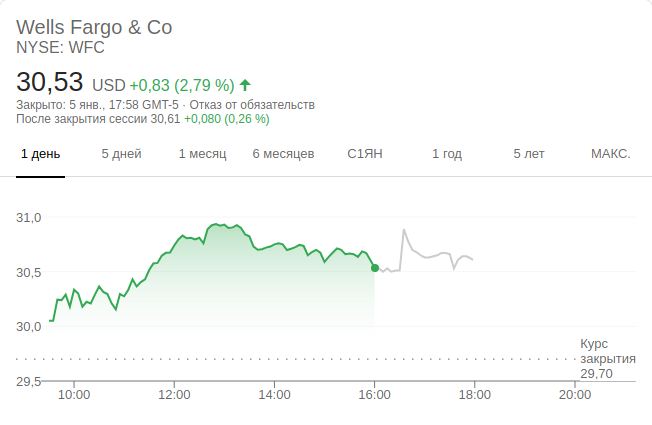 Wells Fargo & Co
NYSE: WFC
30,53 USD +0,83 (2,79 %)
Закрыто: 5 янв., 17:58 GMT-5 · Отказ от обязательств
После закрытия сессии 30,61 +0,080 (0,26 %)
1 день 5 дней 1 месяц 6 месяцев С1ЯН 1 год 5 лет МАКС.
31,0
30,5
30,0
Курс
закрытия
29,70
29,5
10:00 12:00 14:00 16:00 18:00 20:00